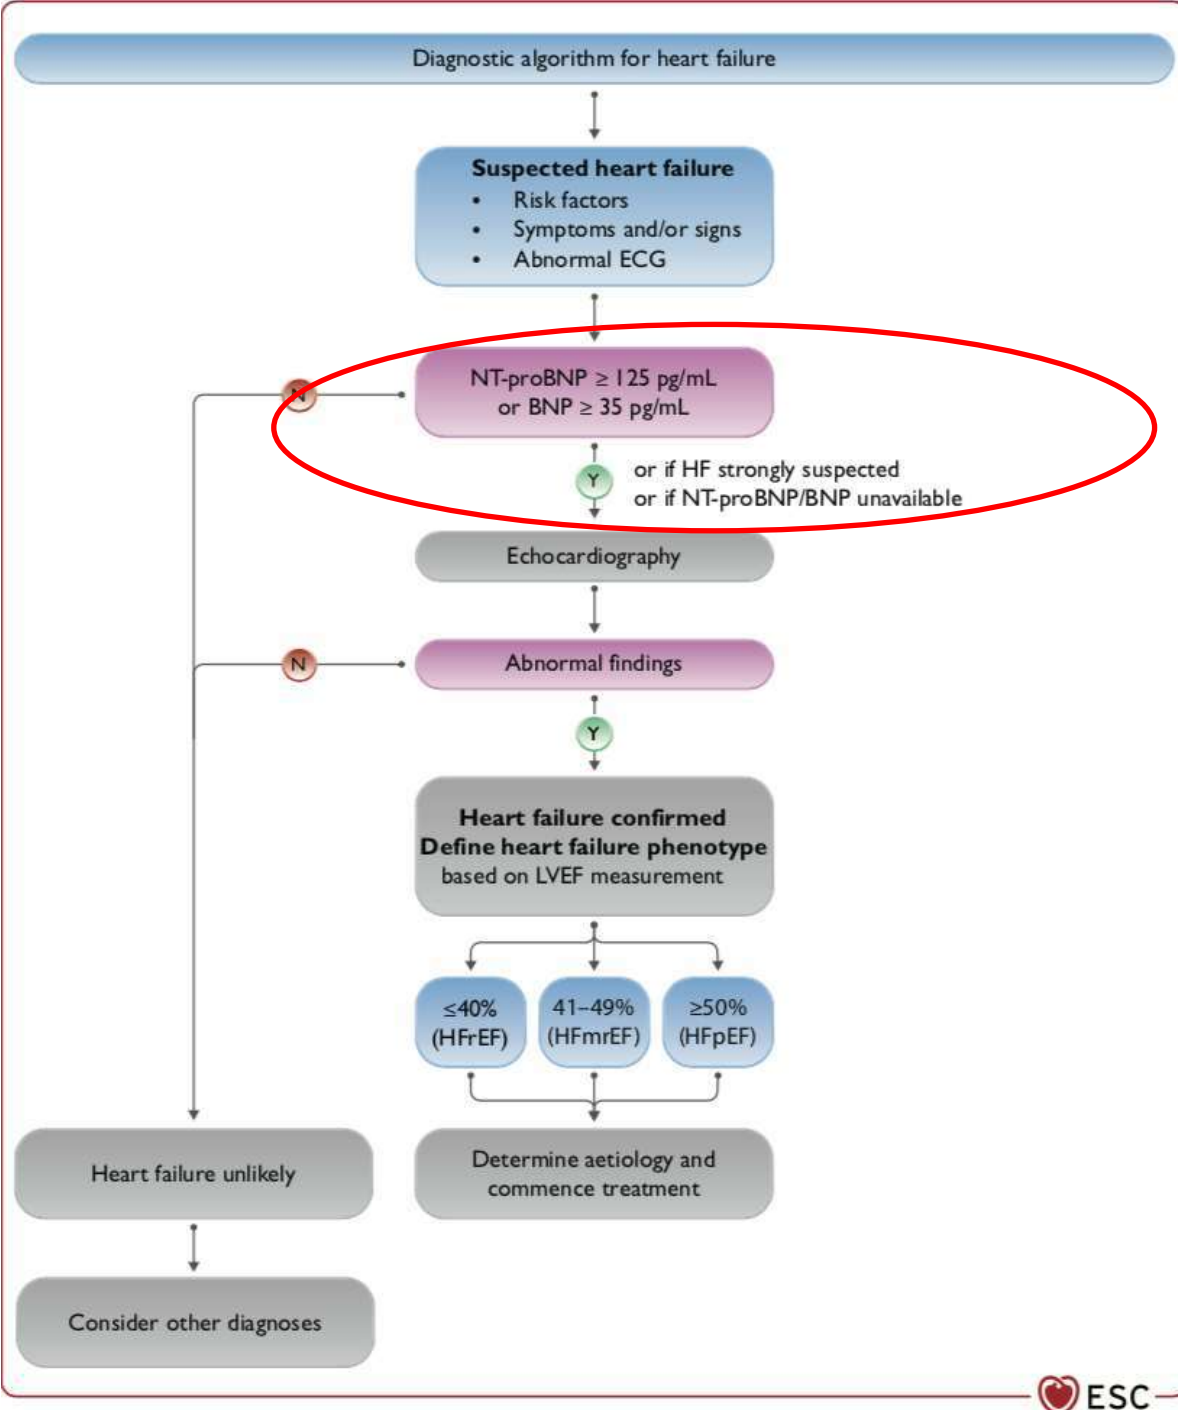 Diagnostic algorithm for heart failure
Suspected heart failure
• Risk factors
• Symptoms and/or signs
• Abnormal ECG
NT-proBNP ≥ 125 pg/mL
or BNP ≥ 35 pg/mL
N
Y
or if HF strongly suspected
or if NT-proBNP/BNP unavailable
Echocardiography
Abnormal findings
N
Y
Heart failure confirmed
Define heart failure phenotype
based on LVEF measurement
≤40%
(HFrEF)
41–49%
(HFmrEF)
≥50%
(HFpEF)
Heart failure unlikely
Determine aetiology and
commence treatment
Consider other diagnoses
ESC